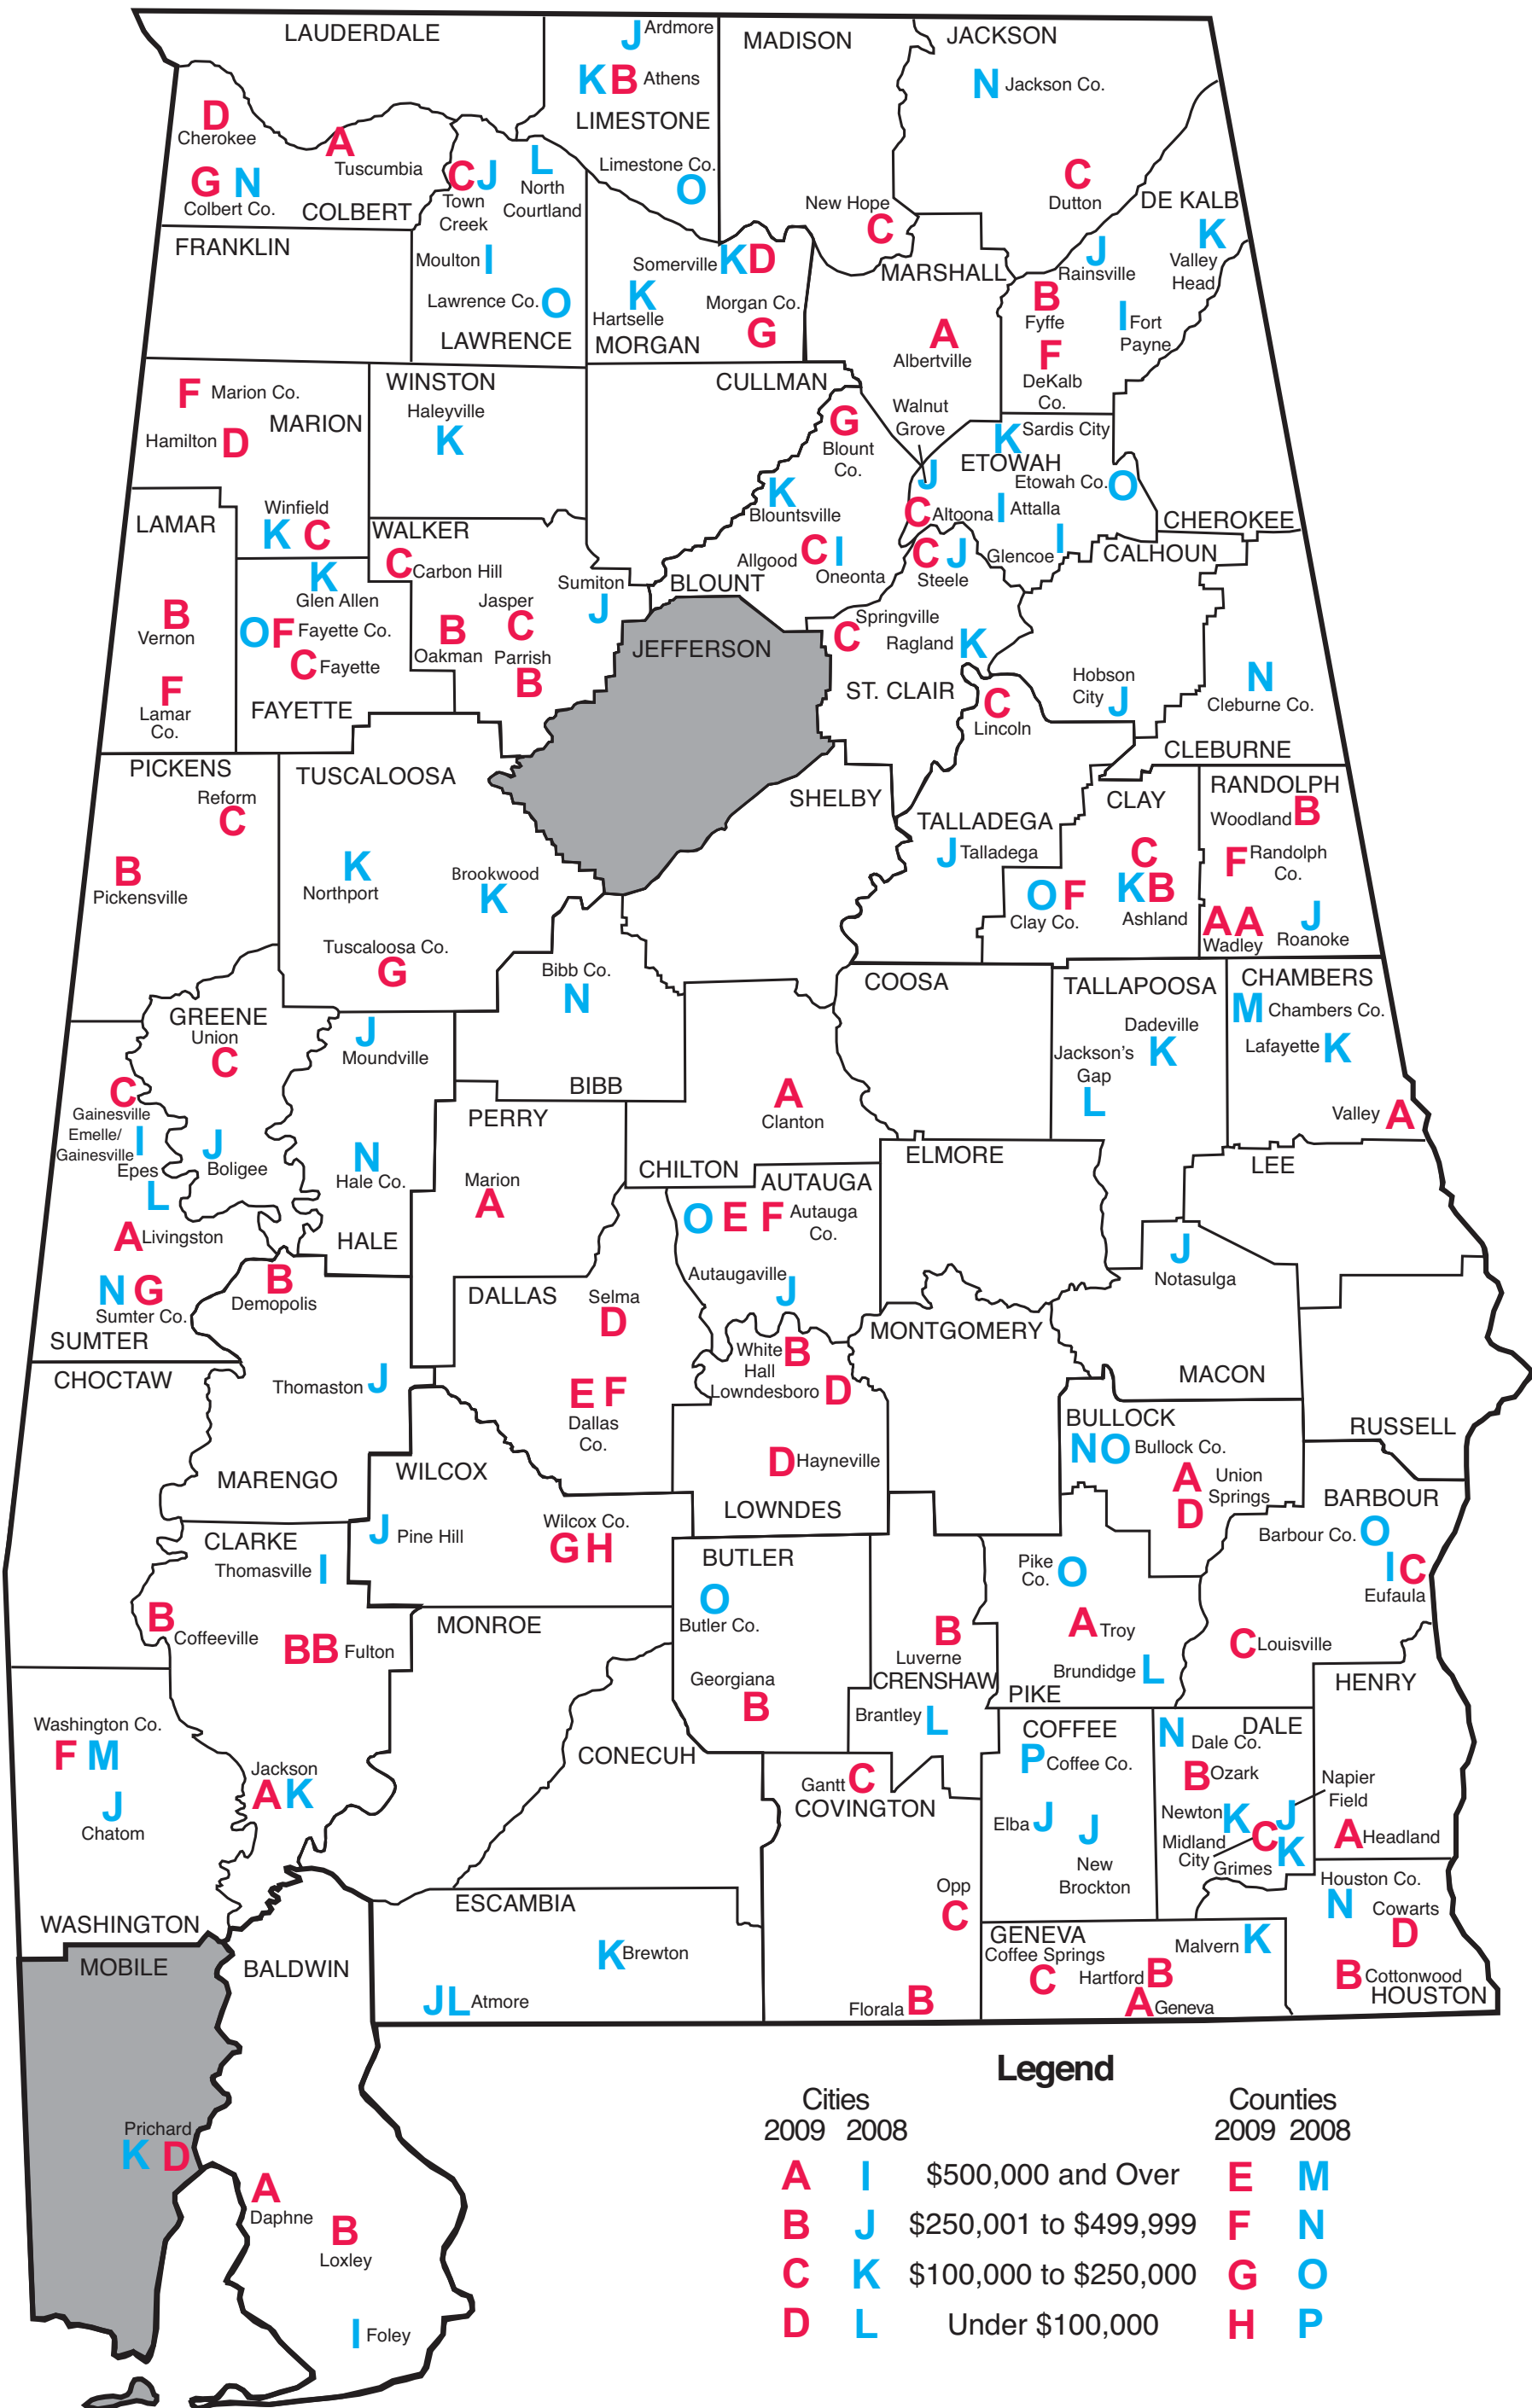 LAUDERDALE
J Ardmore
K B Athens
LIMESTONE
Limestone Co.
O
MADISON
New Hope
C
JACKSON
N Jackson Co.
C
Dutton
D
Cherokee
A
Tuscumbia
G N
Colbert Co.
COLBERT
C J
Town
Creek
L
North
Courtland
Moulton I
Lawrence Co. O
LAWRENCE
FRANKLIN
Somerville K D
K
Hartselle
Morgan Co.
G
MORGAN
MARSHALL
A
Albertville
DE KALB
K
Valley
Head
J
Rainsville
B
Fyffe
I Fort
Payne
F
DeKalb
Co.
F Marion Co.
MARION
Hamilton D
Winfield
K C
WINSTON
Haleyville
K
CULLMAN
G
Blount
Co.
K
Blountsville
Allgood C I
Oneonta
BLOUNT
Walnut
Grove
J
K Sardis City
ETOWAH
Etowah Co. O
C Altoona
I Attalla
Glencoe I
CHEROKEE
LAMAR
B
Vernon
F
Lamar
Co.
K
Glen Allen
O F Fayette Co.
C Fayette
FAYETTE
WALKER
C Carbon Hill
Sumiton
J
Jasper
C
B
Oakman
Parrish
B
JEFFERSON
C J
Steele
Springville
C
Ragland K
ST. CLAIR
CALHOUN
Hobson
City J
N
Cleburne Co.
CLEBURNE
C
Lincoln
TALLADEGA
J Talladega
PICKENS
Reform
C
B
Pickensville
TUSCALOOSA
K
Northport
Brookwood
K
Tuscaloosa Co.
G
SHELBY
CLAY
C
K B
Ashland
O F
Clay Co.
RANDOLPH
Woodland B
F Randolph
Co.
A A
Wadley
J
Roanoke
Bibb Co.
N
BIBB
COOSA
TALLAPOOSA
Dadeville
K
Jackson's
Gap
L
CHAMBERS
M Chambers Co.
Lafayette K
Valley A
GREENE
Union
C
J
Boligee
J
Moundville
N
Hale Co.
HALE
C
Gainesville
Emelle/
Gainesville I
Epes
L
A Livingston
N G
Sumter Co.
SUMTER
PERRY
Marion
A
A
Clanton
CHILTON
AUTAUGA
O E F Autauga
Co.
Autaugaville
J
ELMORE
LEE
J
Notasulga
MACON
RUSSELL
B
Demopolis
Thomaston J
MARENGO
CHOCTAW
DALLAS
Selma
D
E F
Dallas
Co.
White
Hall B
Lowndesboro D
D Hayneville
LOWNDES
MONTGOMERY
BULLOCK
N O Bullock Co.
A Union
Springs
D
BARBOUR
Barbour Co. O
I C
Eufaula
C Louisville
WILCOX
J Pine Hill
Wilcox Co.
G H
CLARKE
Thomasville I
B
Coffeeville
B B Fulton
Jackson
A K
MONROE
BUTLER
O
Butler Co.
Georgiana
B
B
Luverne
CRENSHAW
Brantley L
Pike
Co. O
A Troy
Brundidge L
PIKE
HENRY
A Headland
Washington Co.
F M
J
Chatom
WASHINGTON
CONECUH
Gantt C
COVINGTON
Opp
C
Florala B
COFFEE
P Coffee Co.
Elba J
J
New
Brockton
N DALE
Dale Co.
B Ozark
Newton K
J Napier
Field
Midland
City C
Grimes K
Houston Co.
N
Cowarts
D
B Cottonwood
HOUSTON
ESCAMBIA
K Brewton
J L Atmore
GENEVA
Coffee Springs
C
Malvern K
Hartford B
A Geneva
MOBILE
Prichard
K D
BALDWIN
A
Daphne
B
Loxley
I Foley
Legend
Cities Counties
2009 2008 2009 2008
A I $500,000 and Over E M
B J $250,001 to $499,999 F N
C K $100,000 to $250,000 G O
D L Under $100,000 H P